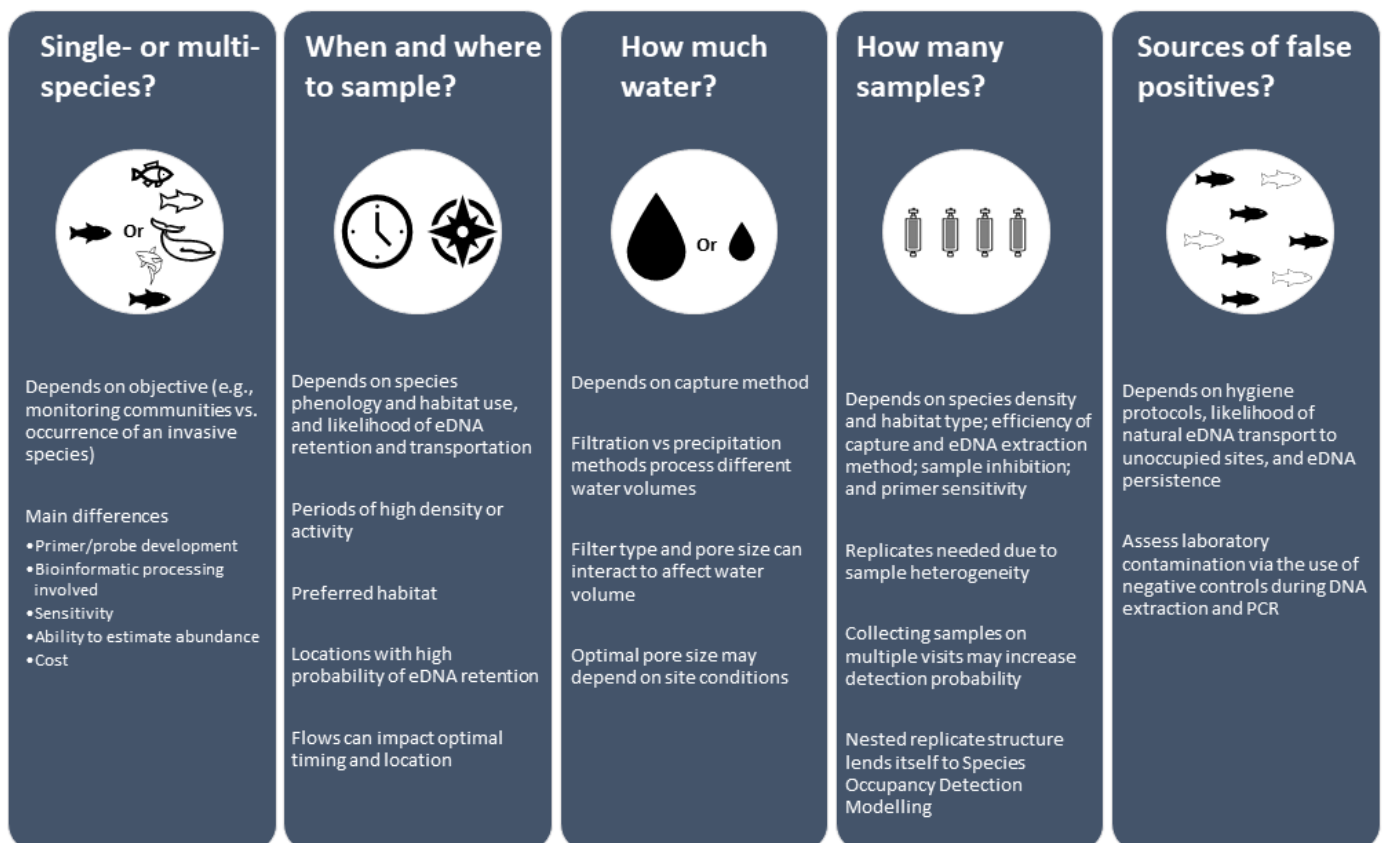 Single- or multi-
species?
Or
Depends on objective (e.g.,
monitoring communities vs.
occurrence of an invasive
species)
Main differences
•Primer/probe development
•Bioinformatic processing
involved
•Sensitivity
•Ability to estimate abundance
•Cost
When and where
to sample?
Depends on species
phenology and habitat use,
and likelihood of eDNA
retention and transportation
Periods of high density or
activity
Preferred habitat
Locations with high
probability of eDNA retention
Flows can impact optimal
timing and location
How much
water?
Or
Depends on capture method
Filtration vs precipitation
methods process different
water volumes
Filter type and pore size can
interact to affect water
volume
Optimal pore size may
depend on site conditions
How many
samples?
Depends on species density
and habitat type; efficiency of
capture and eDNA extraction
method; sample inhibition;
and primer sensitivity
Replicates needed due to
sample heterogeneity
Collecting samples on
multiple visits may increase
detection probability
Nested replicate structure
lends itself to Species
Occupancy Detection
Modelling
Sources of false
positives?
Depends on hygiene
protocols, likelihood of
natural eDNA transport to
unoccupied sites, and eDNA
persistence
Assess laboratory
contamination via the use of
negative controls during DNA
extraction and PCR